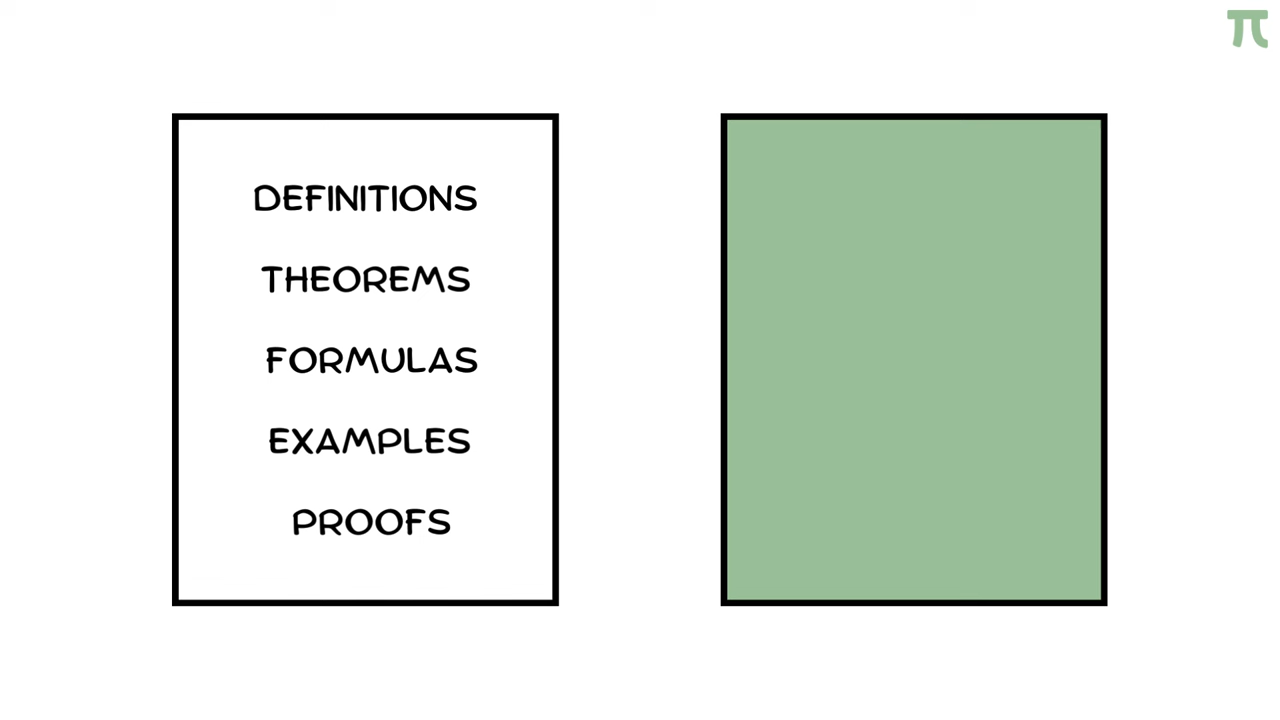 π
DEFINITIONS
THEOREMS
FORMULAS
EXAMPLES
PROOFS